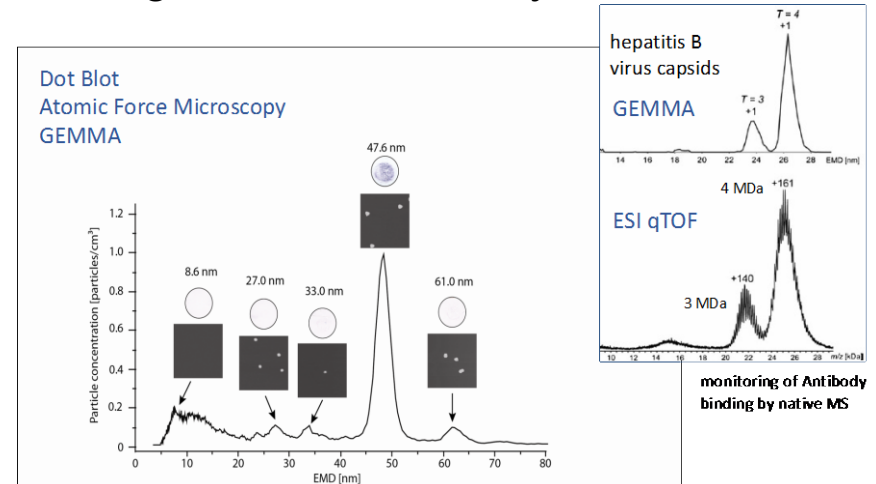 Dot Blot
Atomic Force Microscopy
GEMMA
47.6 nm
8.6 nm
27.0 nm
33.0 nm
61.0 nm
Particle concentration [particles/cm³]
1.2
1.0
0.8
0.6
0.4
0.2
0
0 10 20 30 40 50 60 70 80
EMD [nm]
hepatitis B
virus capsids
GEMMA
T = 4
+1
T = 3
+1
14 16 18 20 22 24 26 28 EMD [nm]
4 MDa +161
ESI qTOF
+140
3 MDa
10 12 14 16 18 20 22 24 26 28 m/z [kDa]
monitoring of Antibody
binding by native MS